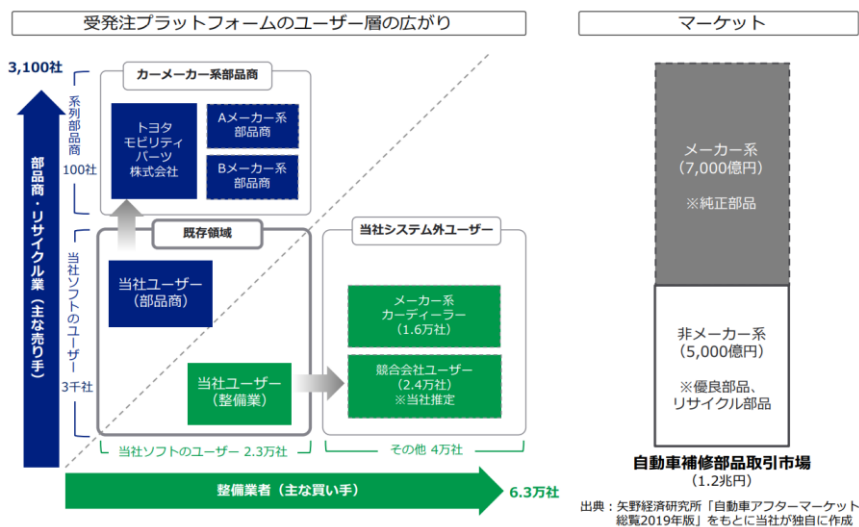 受発注プラットフォームのユーザー層の広がり
マーケット
3,100社
部品商・リサイクル業（主な売り手）
系列部品商
100社
当社ソフトのユーザー
3千社
カーメーカー系部品商
トヨタ
モビリティ
パーツ
株式会社
Aメーカー系
部品商
Bメーカー系
部品商
既存領域
当社ユーザー
（部品商）
当社ユーザー
（整備業）
当社システム外ユーザー
メーカー系
カーディーラー
（1.6万社）
競合会社ユーザー
（2.4万社）
※当社推定
当社ソフトのユーザー 2.3万社
その他 4万社
整備業者（主な買い手）
6.3万社
メーカー系
（7,000億円）
※純正部品
非メーカー系
（5,000億円）
※優良部品、
リサイクル部品
自動車補修部品取引市場
（1.2兆円）
出典：矢野経済研究所「自動車アフターマーケット
総覧2019年版」をもとに当社が独自に作成